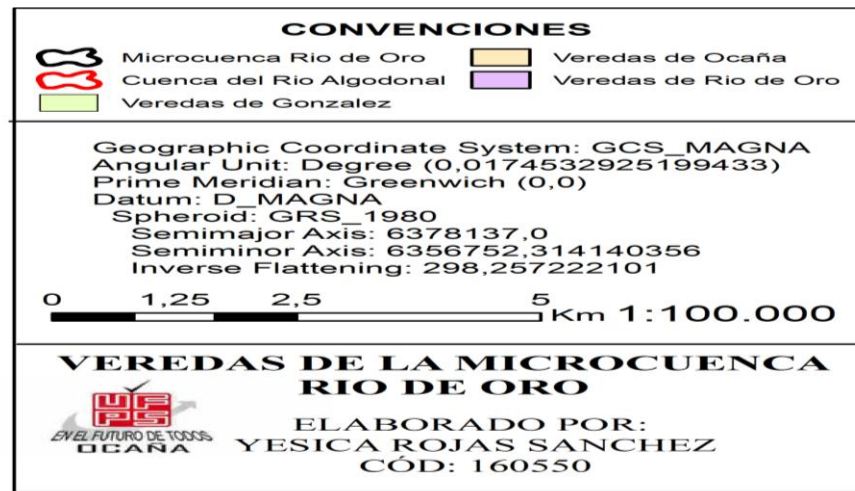 CONVENCIONES
Microcuenca Rio de Oro
Veredas de Ocaña
Cuenca del Rio Algodonal
Veredas de Rio de Oro
Veredas de Gonzalez
Geographic Coordinate System: GCS_MAGNA
Angular Unit: Degree (0,0174532925199433)
Prime Meridian: Greenwich (0,0)
Datum: D_MAGNA
Spheroid: GRS_1980
Semimajor Axis: 6378137,0
Semiminor Axis: 6356752,314140356
Inverse Flattening: 298,257222101
0 1,25 2,5 5
Km 1:100.000
VEREDAS DE LA MICROCUENCA
RIO DE ORO
UF
PS
EN EL FUTURO DE TODOS
OCAÑA
ELABORADO POR:
YESICA ROJAS SANCHEZ
CÓD: 160550